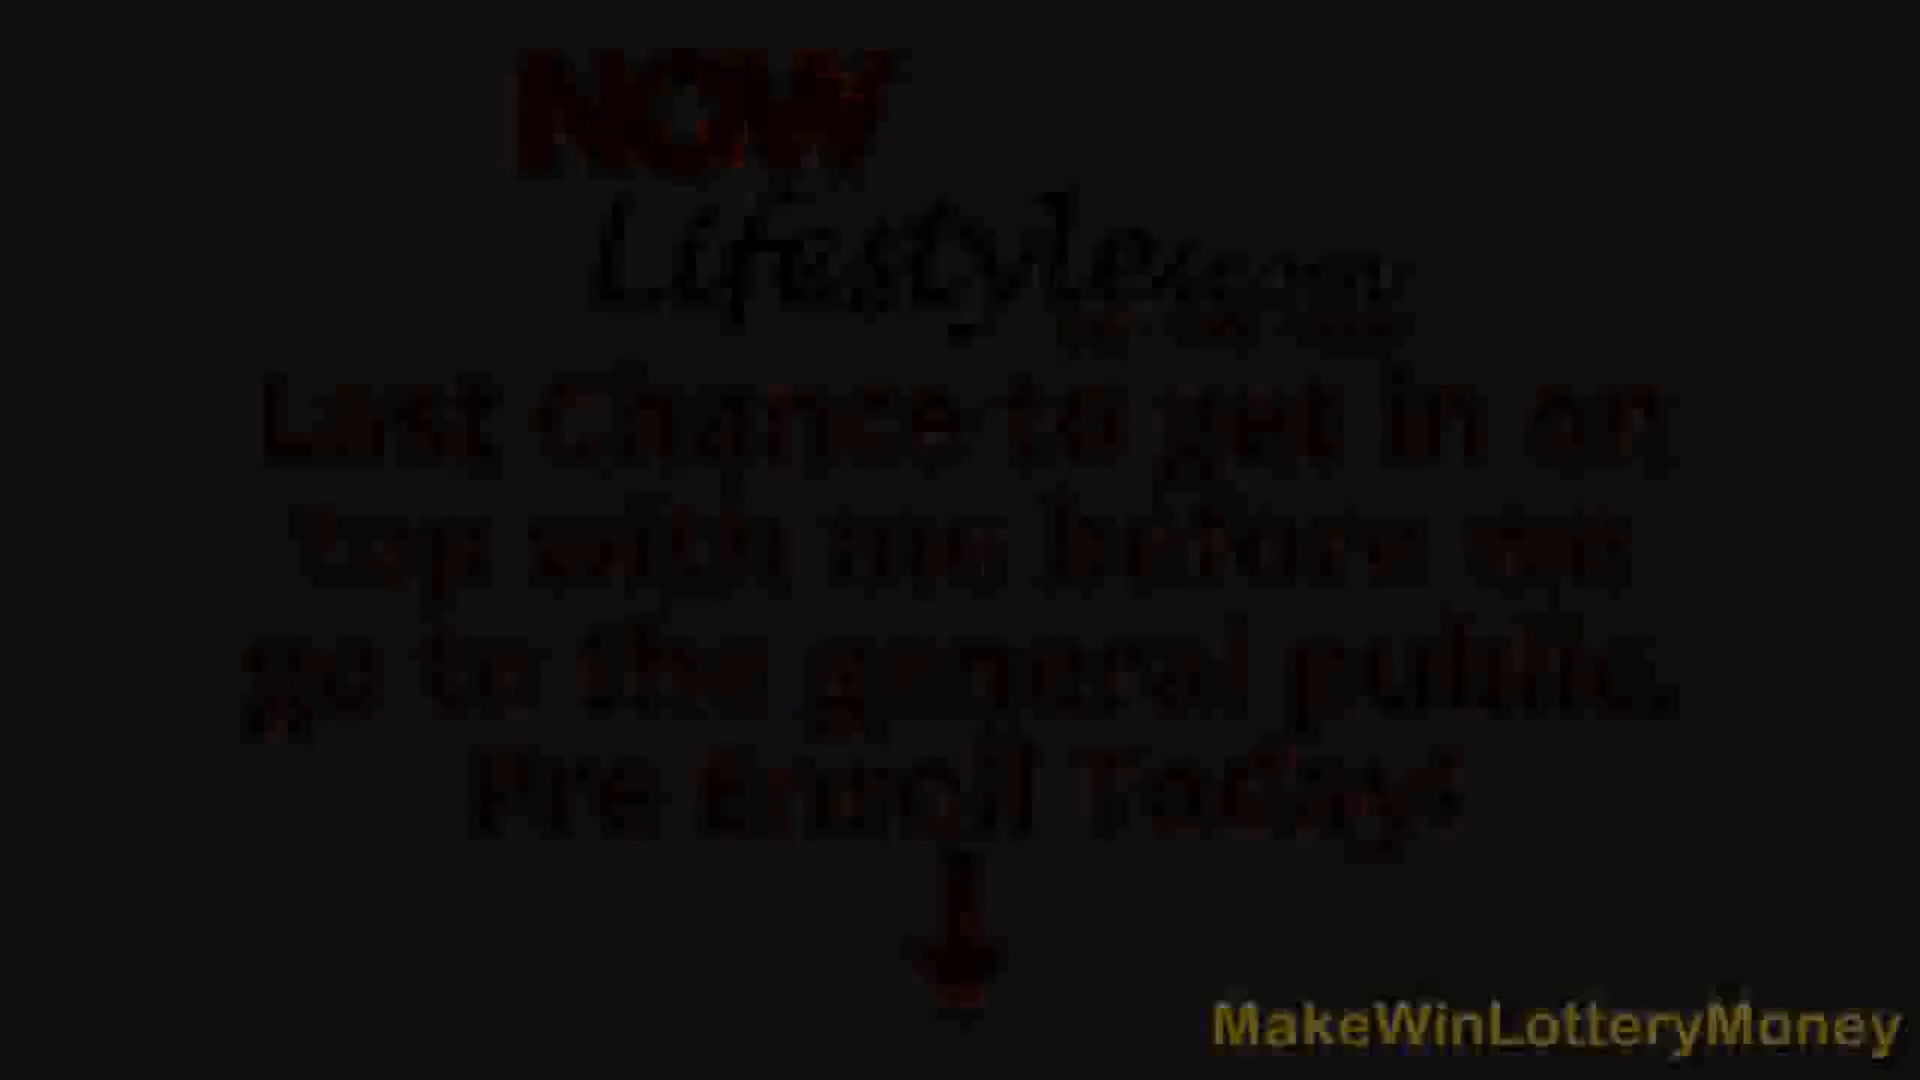 NOW
Lifestyle
Last Chance to get in on
top with me before we
go to the general public.
Pre Enroll Today!
MakeWinLotteryMoney